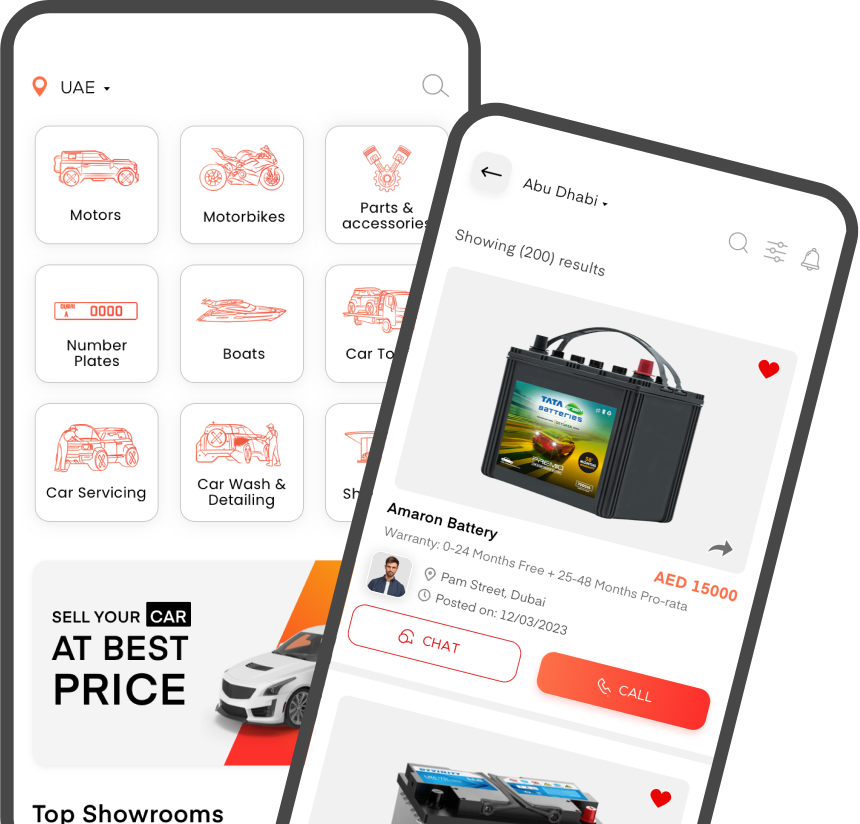 UAE
Motors
Motorbikes
Parts &
accessories
DUBAI
A 0000
Number
Plates
Boats
Car To
Car Servicing
Car Wash &
Detailing
Sh
SELL YOUR CAR
AT BEST
PRICE
Top Showrooms
Abu Dhabi
Showing (200) results
TATA
Batteries
PREMIO
Amaron Battery
Warranty: 0-24 Months Free + 25-48 Months Pro-rata
AED 15000
Pam Street, Dubai
Posted on: 12/03/2023
CHAT
CALL